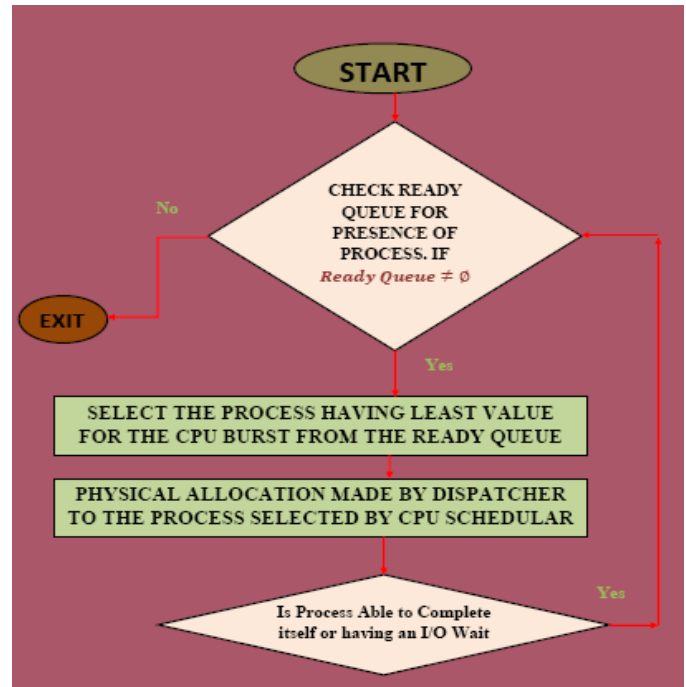 START
CHECK READY
QUEUE FOR
PRESENCE OF
PROCESS. IF
Ready Queue ≠ ∅
No
EXIT
Yes
SELECT THE PROCESS HAVING LEAST VALUE
FOR THE CPU BURST FROM THE READY QUEUE
PHYSICAL ALLOCATION MADE BY DISPATCHER
TO THE PROCESS SELECTED BY CPU SCHEDULAR
Is Process Able to Complete
itself or having an I/O Wait
Yes